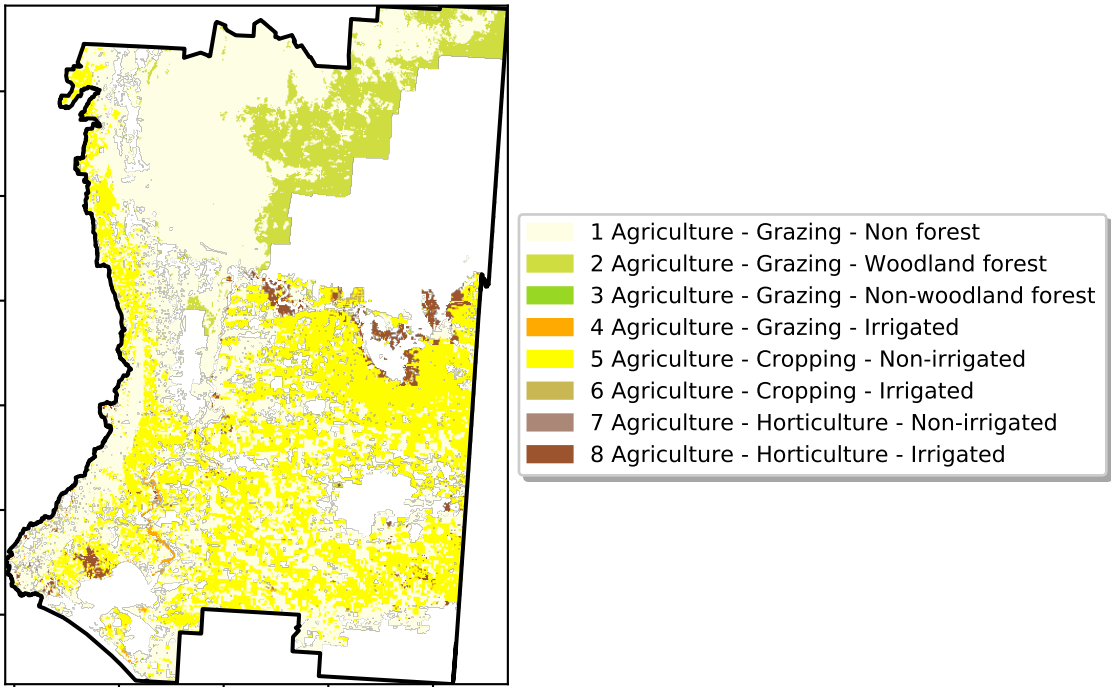 1 Agriculture - Grazing - Non forest
2 Agriculture - Grazing - Woodland forest
3 Agriculture - Grazing - Non-woodland forest
4 Agriculture - Grazing - Irrigated
5 Agriculture - Cropping - Non-irrigated
6 Agriculture - Cropping - Irrigated
7 Agriculture - Horticulture - Non-irrigated
8 Agriculture - Horticulture - Irrigated